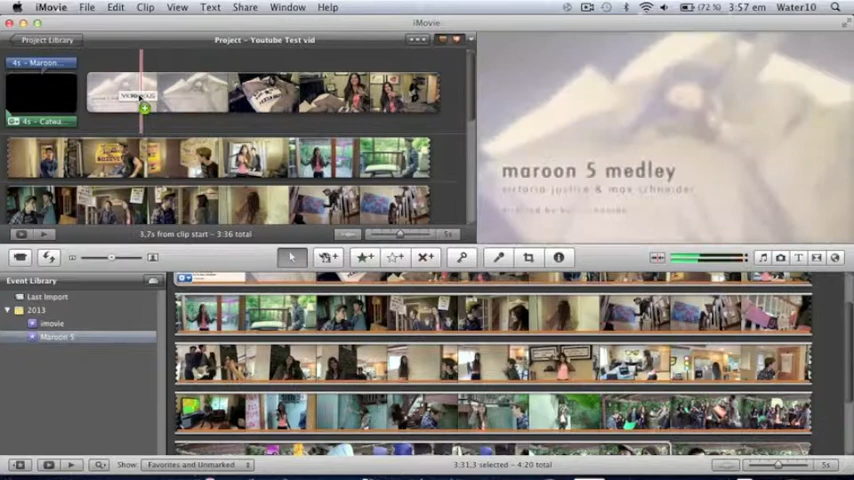 iMovie File Edit Clip View Text Share Window Help
(72 %) 3:57 em Water10
iMovie
Project Library
Project - Youtube Test vid
4s - Maroon...
4s - Catwa...
maroon 5 medley
victoria justice & max schneider
3,7s from clip start - 3:36 total
5s
Event Library
Last Import
2013
imovie
Maroon 5
Show: Favorites and Unmarked
3:31,3 selected - 4:20 total
5s